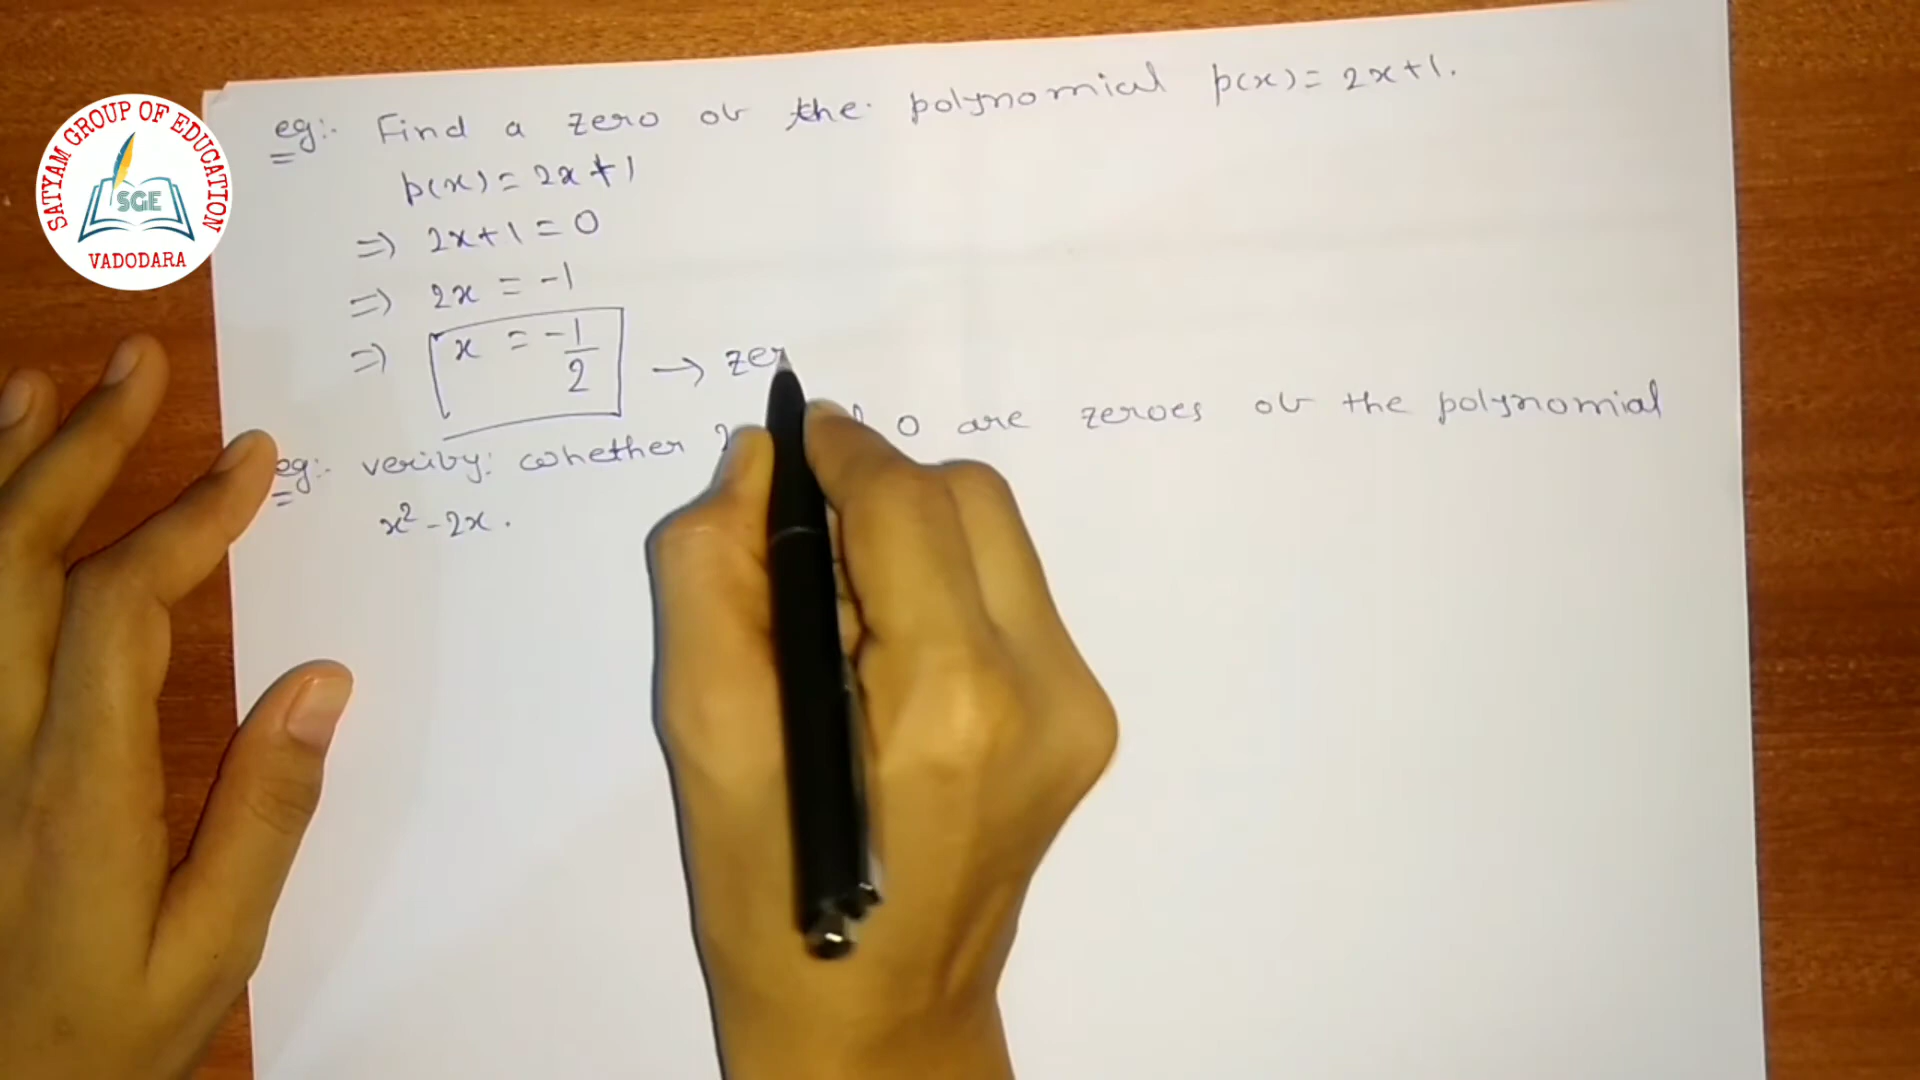 SATYAM GROUP OF EDUCATION
SGE
VADODARA
eg:- Find a zero of the polynomial p(x) = 2x+1.
p(x) = 2x+1
=> 2x+1 = 0
=> 2x = -1
=> x = -1/2 → zer
eg:- verify: whether 2 0 are zeroes of the polynomial
x² - 2x.